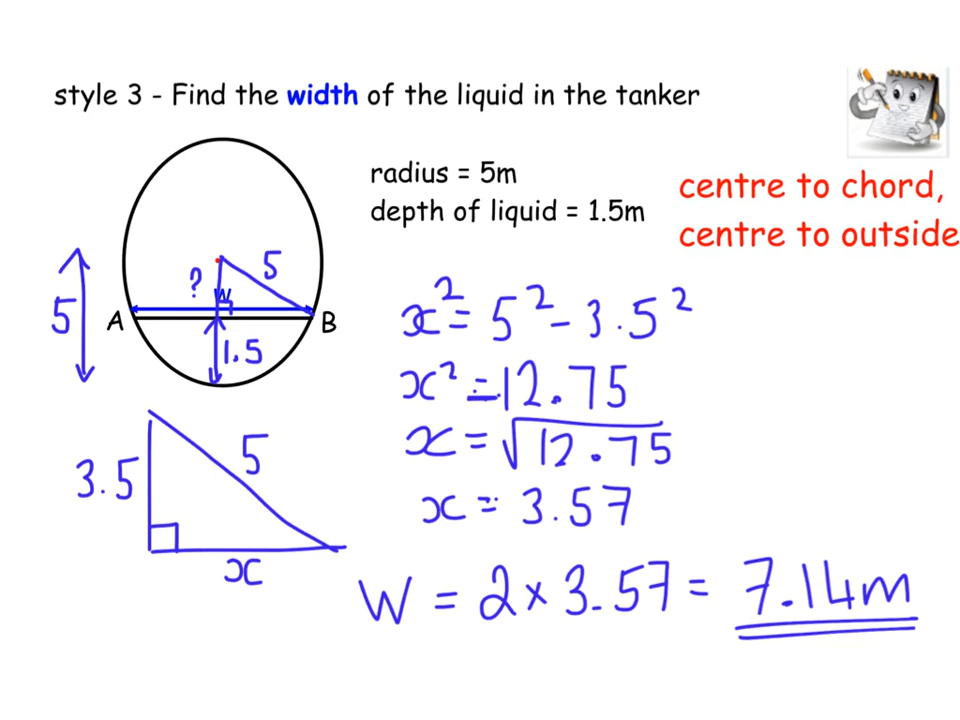 style 3 - Find the width of the liquid in the tanker
radius = 5m
depth of liquid = 1.5m
centre to chord,
centre to outside
5
?
W
5
A
B
1.5
3.5
5
x
x² = 5² - 3.5²
x² = 12.75
x = √12.75
x = 3.57
W = 2 × 3.57 = 7.14m